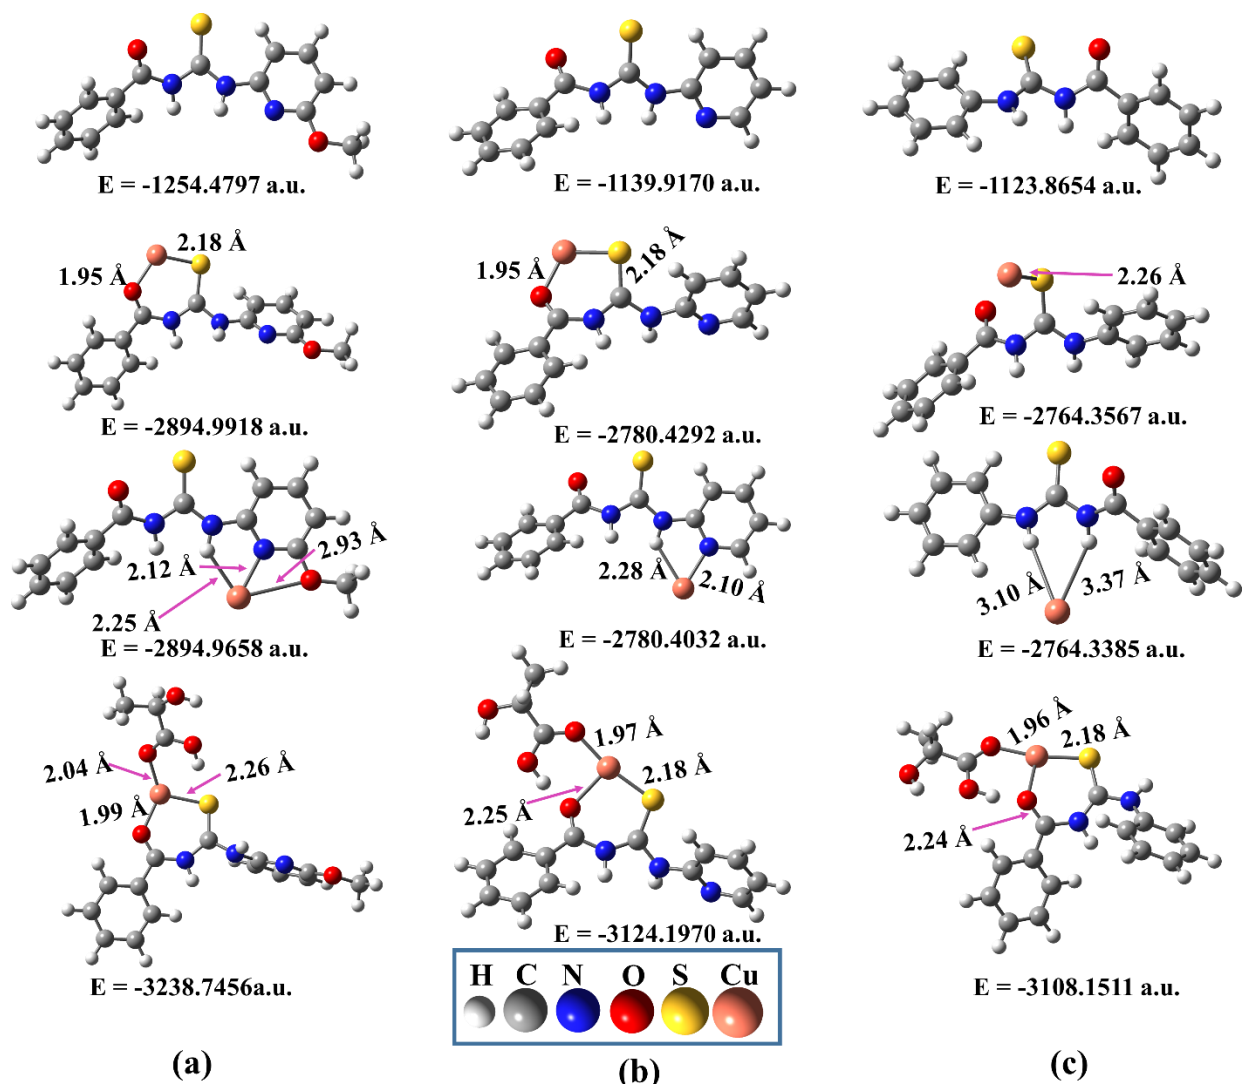 E = -1254.4797 a.u.
E = -1139.9170 a.u.
E = -1123.8654 a.u.
2.18 Å
1.95 Å
E = -2894.9918 a.u.
1.95 Å
2.18 Å
E = -2780.4292 a.u.
2.26 Å
E = -2764.3567 a.u.
2.12 Å
2.93 Å
2.25 Å
E = -2894.9658 a.u.
2.28 Å
2.10 Å
E = -2780.4032 a.u.
3.10 Å
3.37 Å
E = -2764.3385 a.u.
2.04 Å
2.26 Å
1.99 Å
E = -3238.7456a.u.
1.97 Å
2.18 Å
2.25 Å
E = -3124.1970 a.u.
1.96 Å
2.18 Å
2.24 Å
E = -3108.1511 a.u.
H C N O S Cu
(a)
(b)
(c)